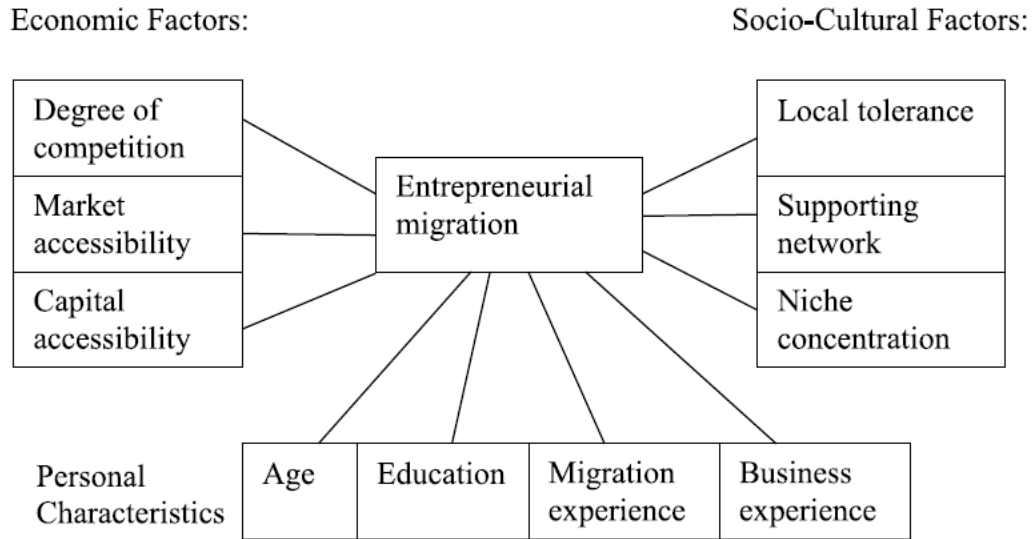 Economic Factors:
Socio-Cultural Factors:
Degree of
competition
Market
accessibility
Capital
accessibility
Entrepreneurial
migration
Local tolerance
Supporting
network
Niche
concentration
Personal
Characteristics
Age
Education
Migration
experience
Business
experience